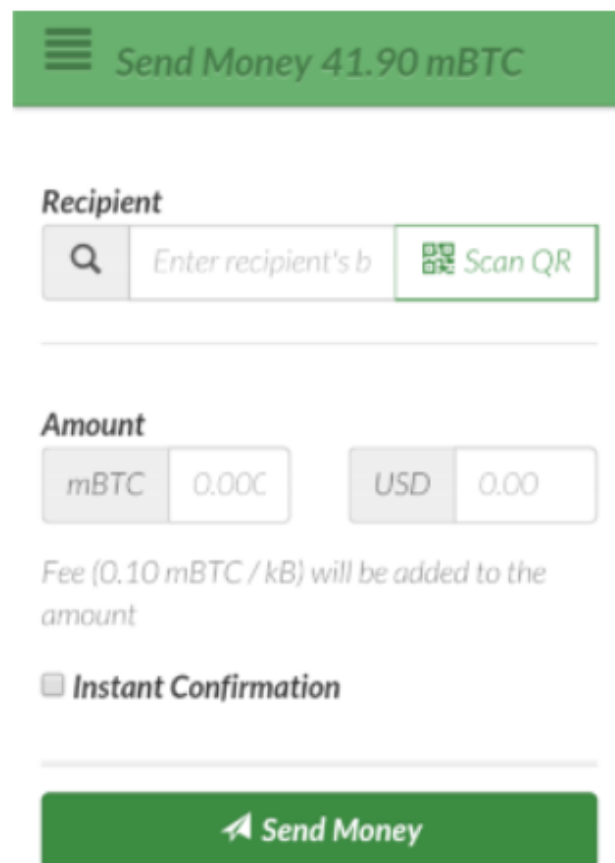 Send Money 41.90 mBTC
Recipient
Enter recipient's b
Scan QR
Amount
mBTC 0.00
USD 0.00
Fee (0.10 mBTC / kB) will be added to the
amount
Instant Confirmation
Send Money